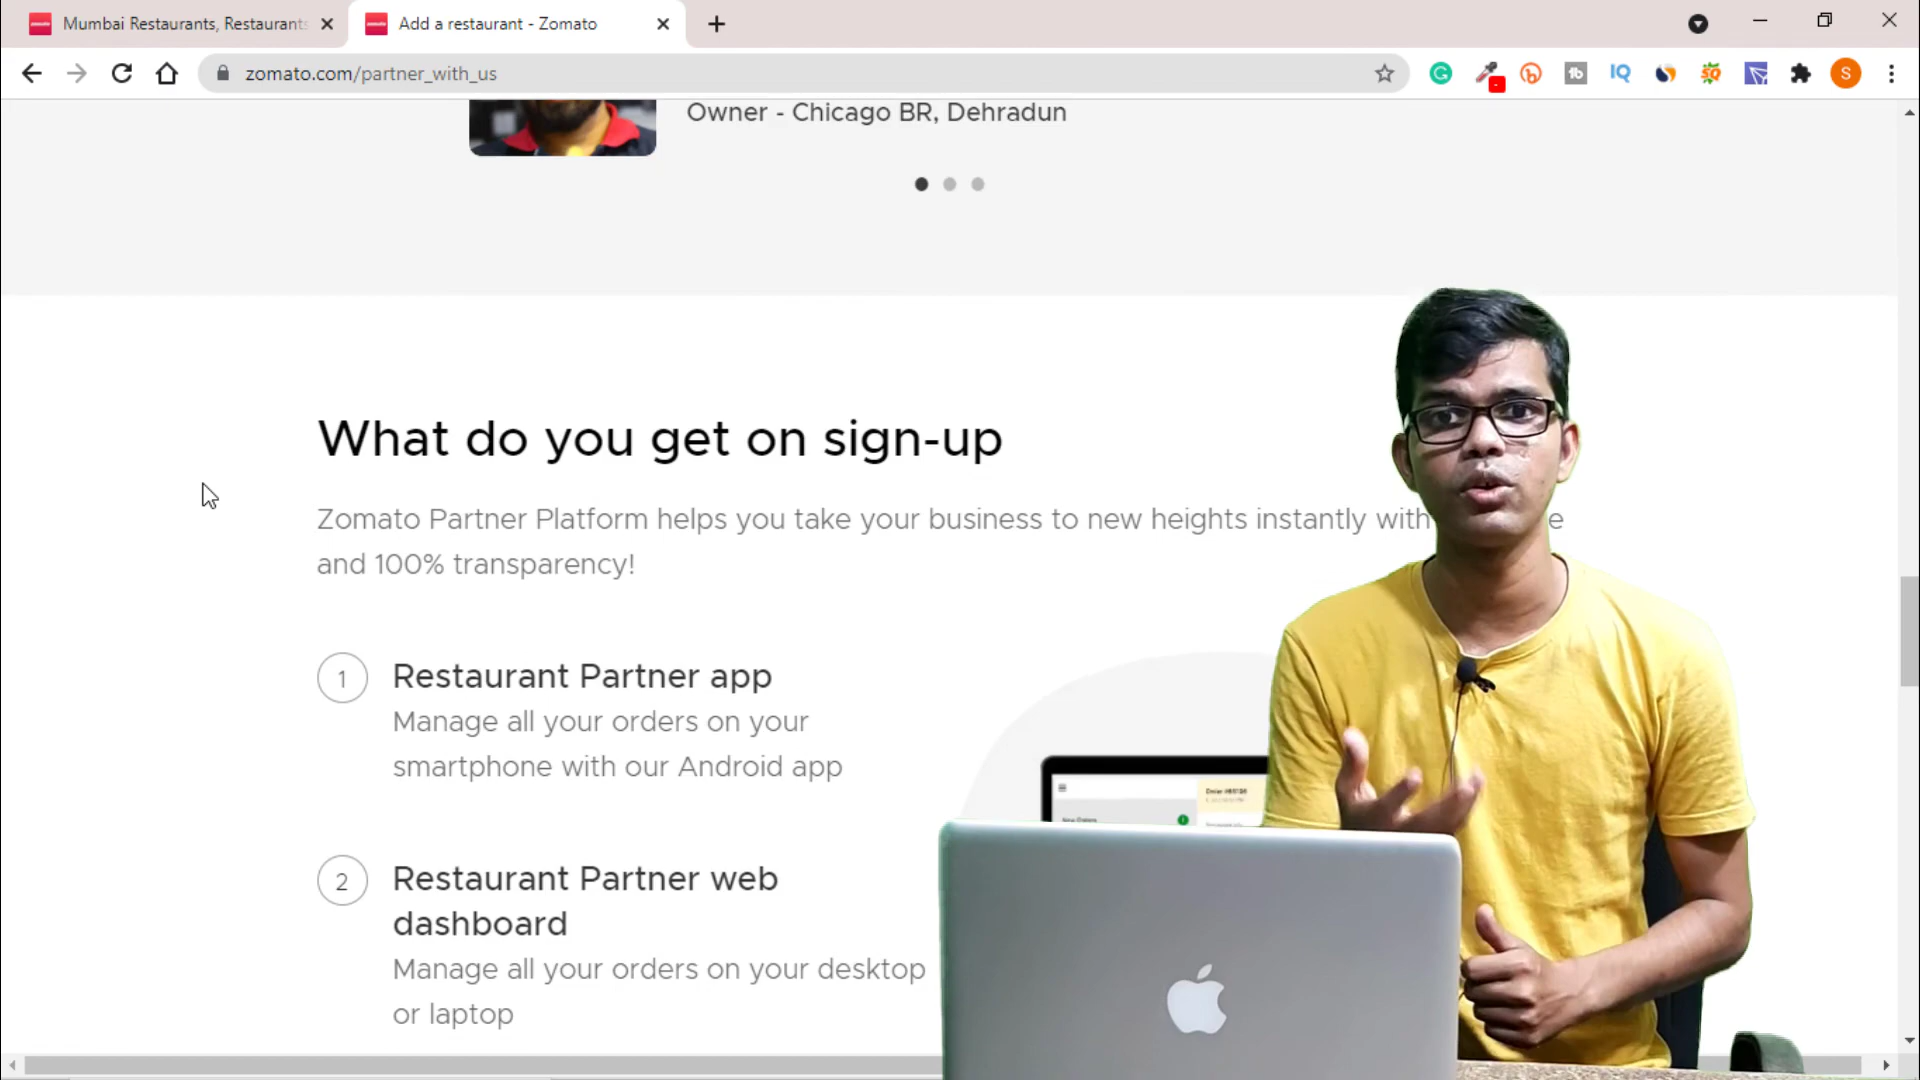 Mumbai Restaurants, Restaurants
Add a restaurant - Zomato
zomato.com/partner_with_us
IQ
S
Owner - Chicago BR, Dehradun
What do you get on sign-up
Zomato Partner Platform helps you take your business to new heights instantly with
and 100% transparency!
1 Restaurant Partner app
Manage all your orders on your
smartphone with our Android app
2 Restaurant Partner web
dashboard
Manage all your orders on your desktop
or laptop